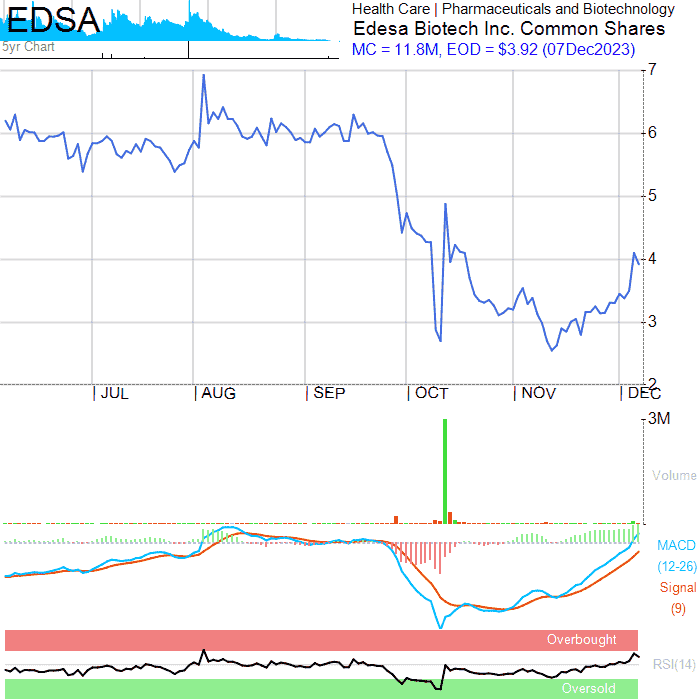 EDSA
5yr Chart
Health Care | Pharmaceuticals and Biotechnology
Edesa Biotech Inc. Common Shares
MC = 11.8M, EOD = $3.92 (07Dec2023)
7
6
5
4
3
2
JUL AUG SEP OCT NOV DEC
3M
Volume
MACD
(12-26)
Signal
(9)
Overbought
RSI(14)
Oversold